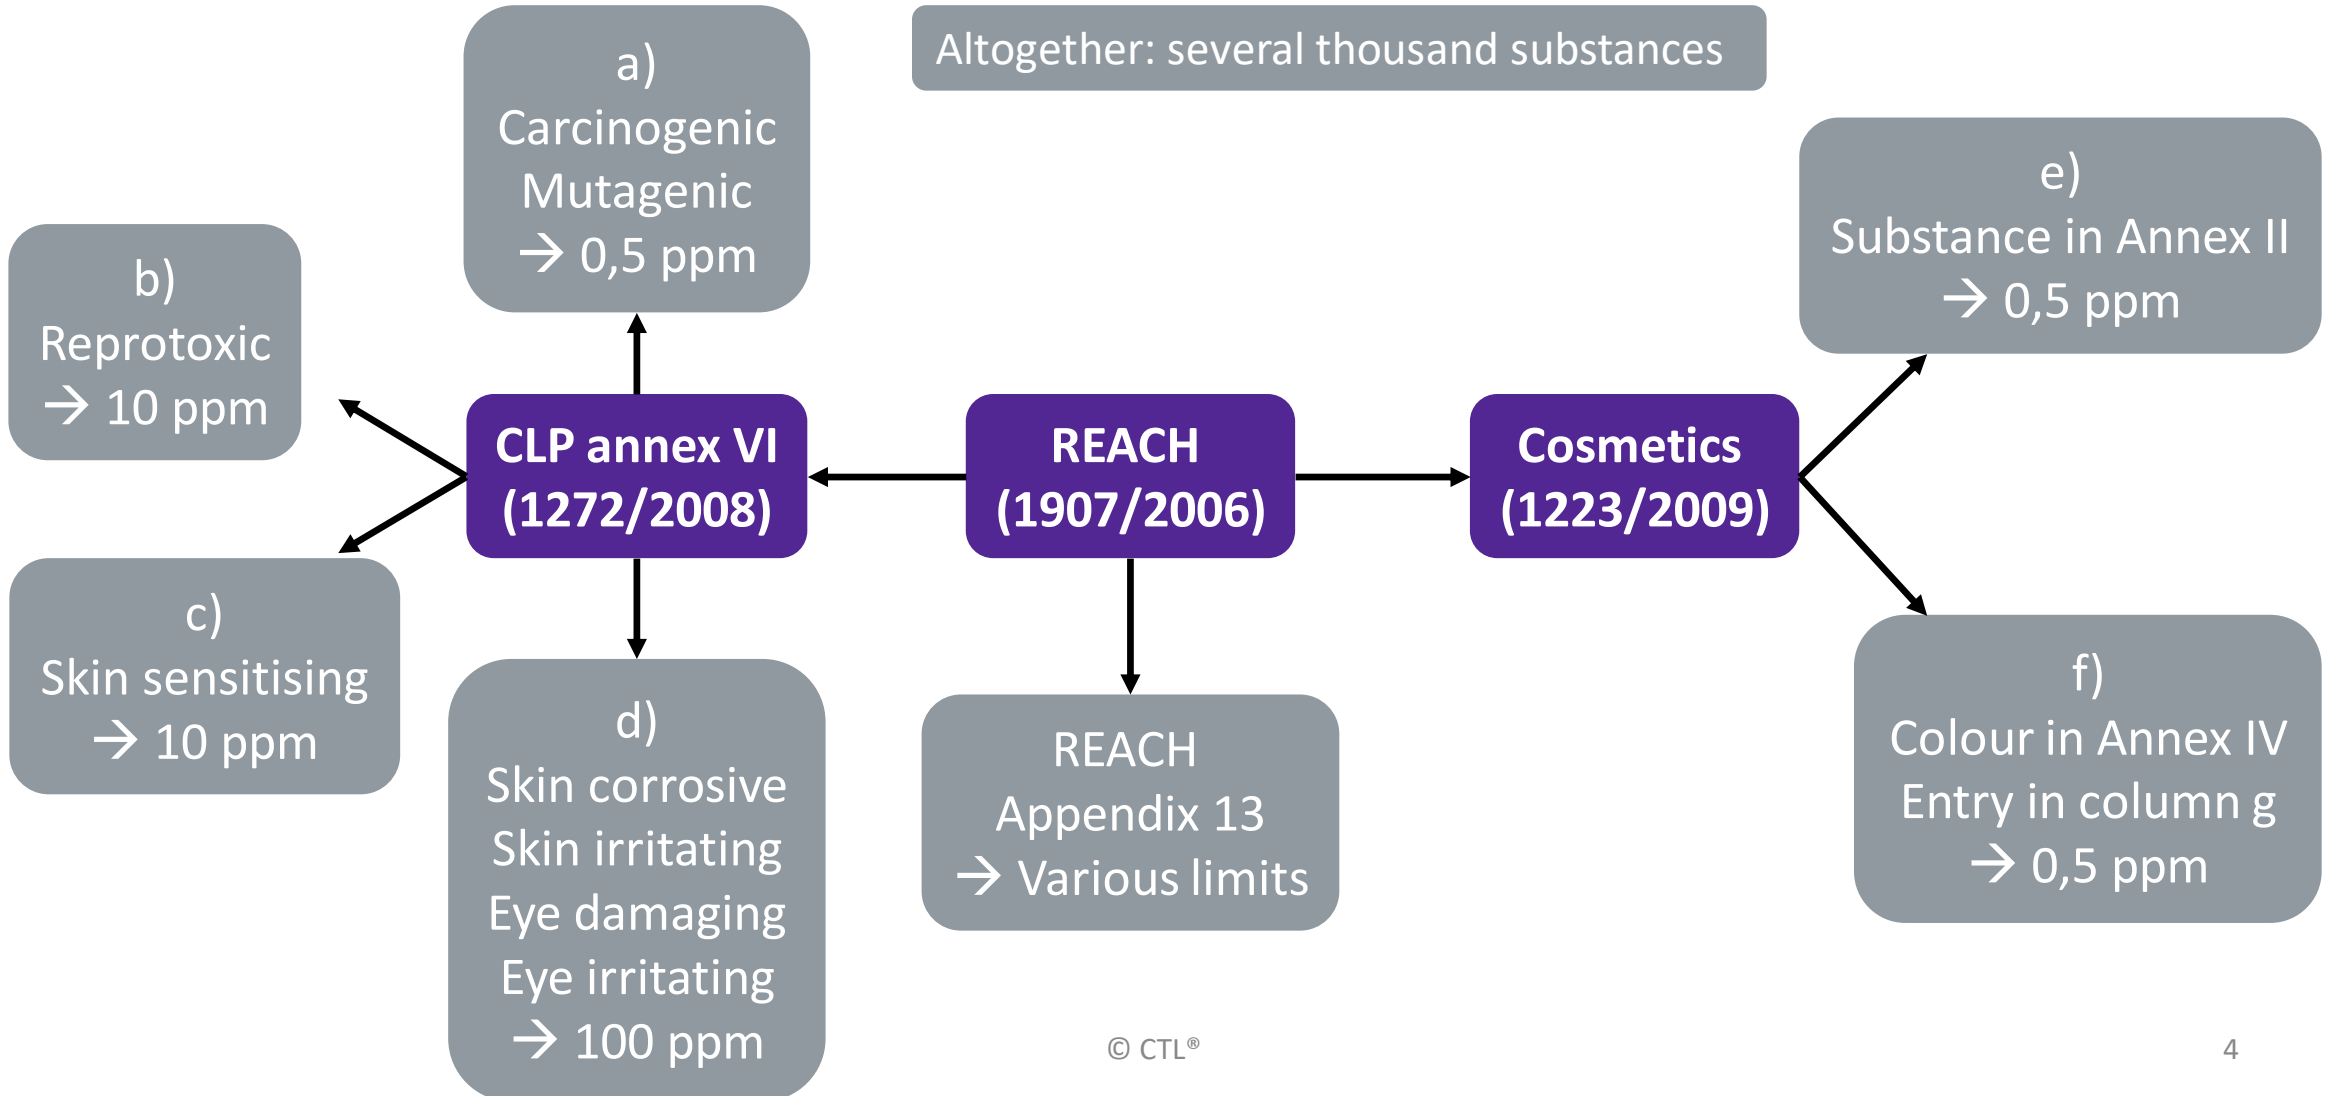 Altogether: several thousand substances
a)
Carcinogenic
Mutagenic
→ 0,5 ppm
b)
Reprotoxic
→ 10 ppm
c)
Skin sensitising
→ 10 ppm
CLP annex VI
(1272/2008)
d)
Skin corrosive
Skin irritating
Eye damaging
Eye irritating
→ 100 ppm
REACH
(1907/2006)
REACH
Appendix 13
→ Various limits
Cosmetics
(1223/2009)
e)
Substance in Annex II
→ 0,5 ppm
f)
Colour in Annex IV
Entry in column g
→ 0,5 ppm
© CTL®
4